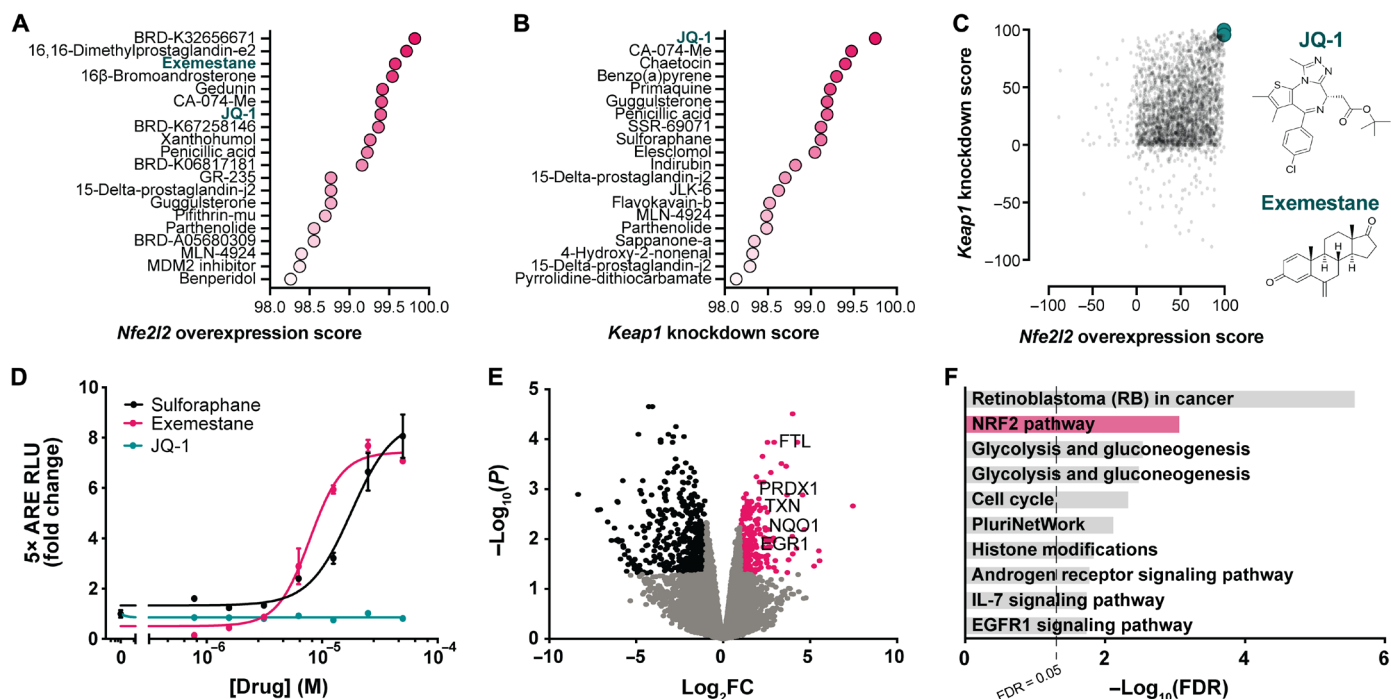 A
BRD-K32656671
16,16-Dimethylprostaglandin-e2
Exemestane
16β-Bromoandrosterone
Gedunin
CA-074-Me
JQ-1
BRD-K67258146
Xanthohumol
Penicillic acid
BRD-K06817181
GR-235
15-Delta-prostaglandin-j2
Guggulsterone
Pifithrin-mu
Parthenolide
BRD-A05680309
MLN-4924
MDM2 inhibitor
Benperidol
98.0 98.5 99.0 99.5 100.0
Nfe2l2 overexpression score
B
JQ-1
CA-074-Me
Chaetocin
Benzo(a)pyrene
Primaquine
Guggulsterone
Penicillic acid
SSR-69071
Sulforaphane
Elesclomol
Indirubin
15-Delta-prostaglandin-j2
JLK-6
Flavokavain-b
MLN-4924
Parthenolide
Sappanone-a
4-Hydroxy-2-nonenal
15-Delta-prostaglandin-j2
Pyrrolidine-dithiocarbamate
98.0 98.5 99.0 99.5 100.0
Keap1 knockdown score
C
Keap1 knockdown score
100
50
0
−50
−100
−100 −50 0 50 100
Nfe2l2 overexpression score
JQ-1
N N
N
S
N
O
O
Cl
Exemestane
O
H
H H
O
D
5× ARE RLU
(fold change)
10
8
6
4
2
0
Sulforaphane
Exemestane
JQ-1
0 10⁻⁶ 10⁻⁵ 10⁻⁴
[Drug] (M)
E
−Log₁₀(P)
5
4
3
2
1
0
FTL
PRDX1
TXN
NQO1
EGR1
−10 −5 0 5 10
Log₂FC
F
Retinoblastoma (RB) in cancer
NRF2 pathway
Glycolysis and gluconeogenesis
Glycolysis and gluconeogenesis
Cell cycle
PluriNetWork
Histone modifications
Androgen receptor signaling pathway
IL-7 signaling pathway
EGFR1 signaling pathway
0 2 4 6
FDR = 0.05
−Log₁₀(FDR)